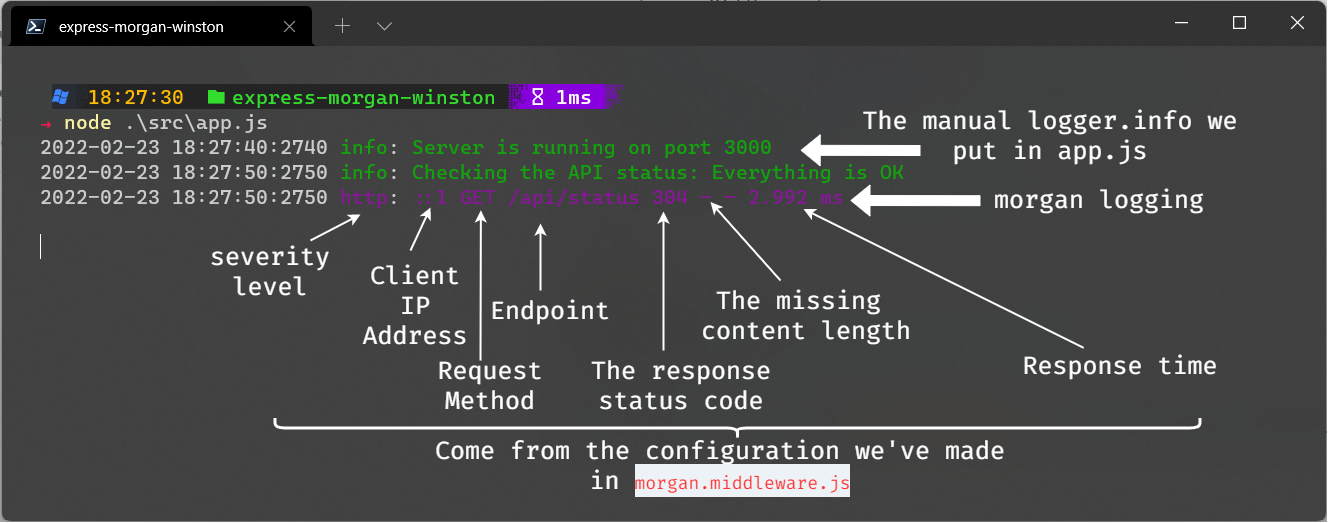 express-morgan-winston
18:27:30 express-morgan-winston 1ms
→ node .\src\app.js
2022-02-23 18:27:40:2740 info: Server is running on port 3000
2022-02-23 18:27:50:2750 info: Checking the API status: Everything is OK
2022-02-23 18:27:50:2750 http: ::1 GET /api/status 304 - - 2.992 ms
The manual logger.info we
put in app.js
morgan logging
severity
level
Client
IP
Address
Request
Method
Endpoint
The response
status code
The missing
content length
Response time
Come from the configuration we've made
in morgan.middleware.js